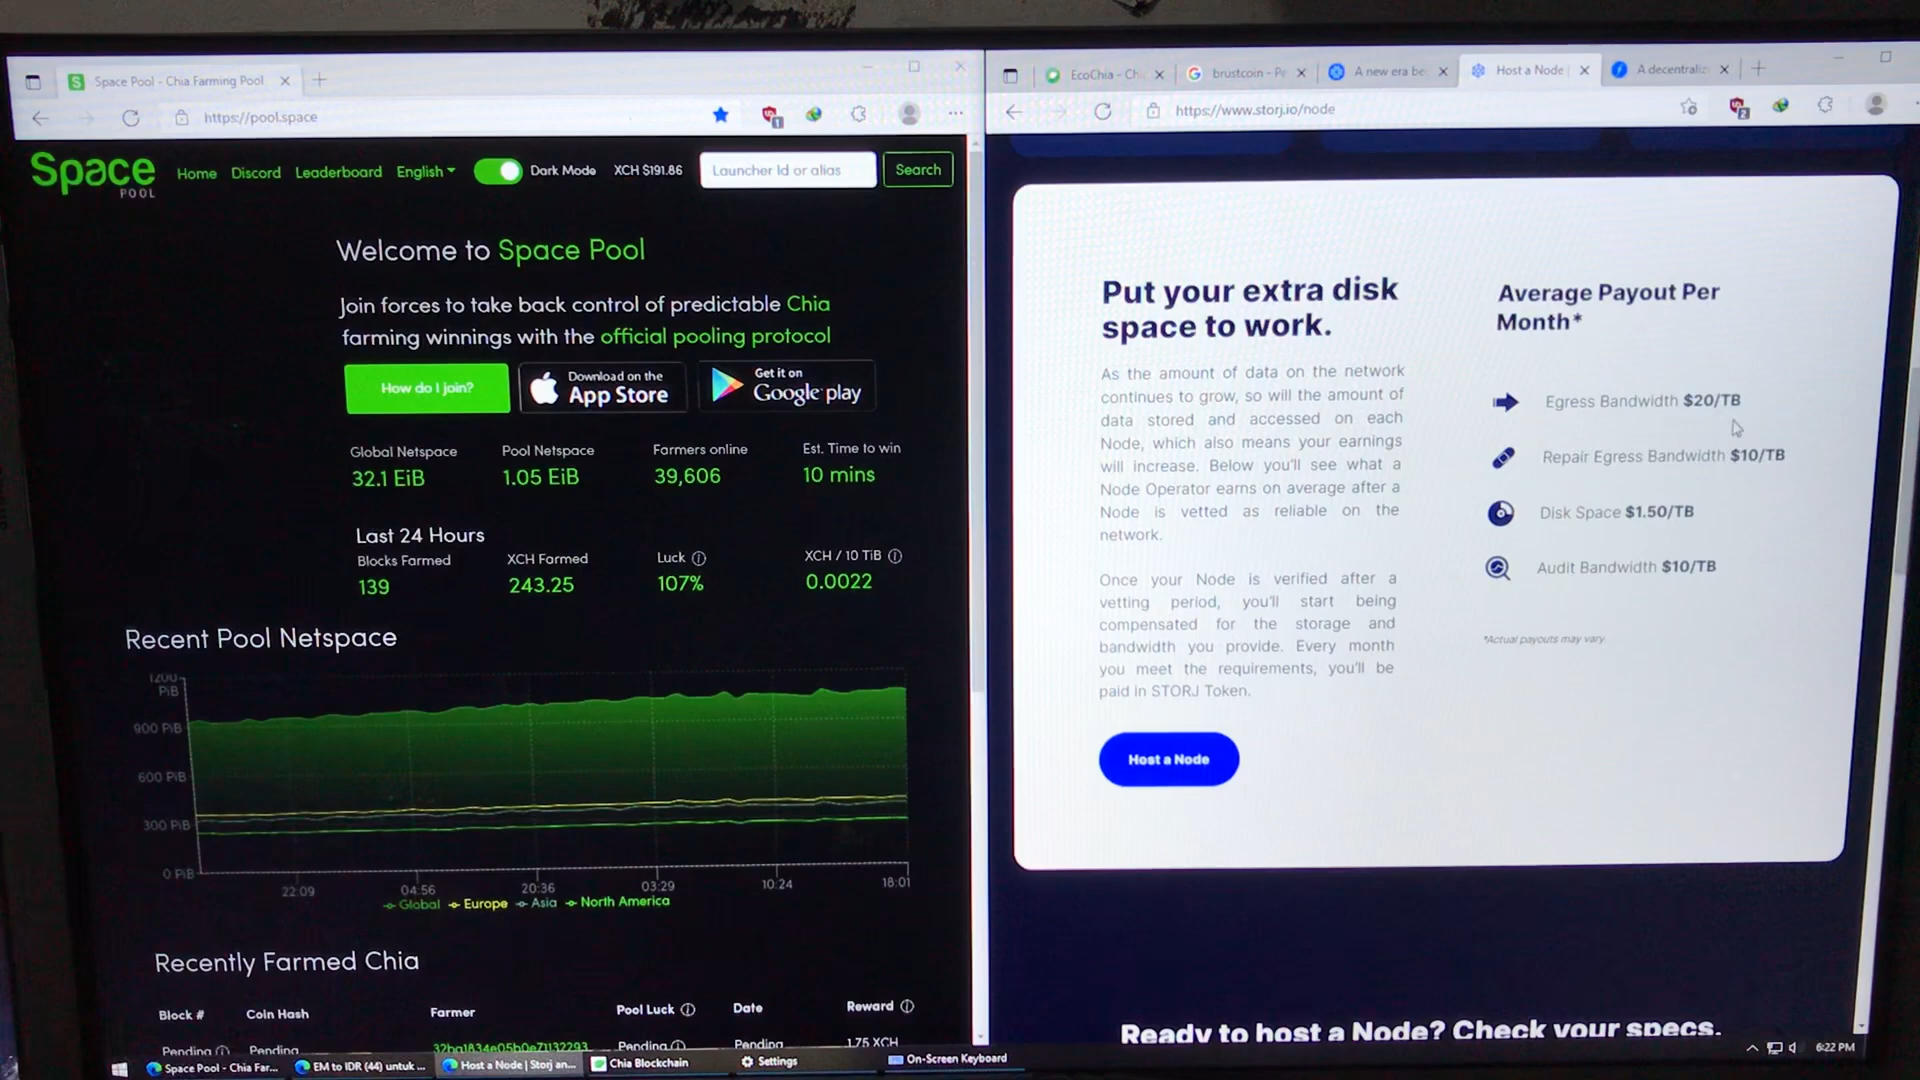 Space Pool - Chia Farming Pool
https://pool.space
Space
POOL
Home Discord Leaderboard English Dark Mode XCH $191.86 Launcher Id or alias Search
Welcome to Space Pool
Join forces to take back control of predictable Chia
farming winnings with the official pooling protocol
How do I join?
Download on the
App Store
Get it on
Google play
Global Netspace Pool Netspace Farmers online Est. Time to win
32.1 EiB 1.05 EiB 39,606 10 mins
Last 24 Hours
Blocks Farmed XCH Farmed Luck XCH / 10 TiB
139 243.25 107% 0.0022
Recent Pool Netspace
1200
PiB
900 PiB
600 PiB
300 PiB
0 PiB
22:09 04:56 20:36 03:29 10:24 18:01
Global Europe Asia North America
Recently Farmed Chia
Block # Coin Hash Farmer Pool Luck Date Reward
Pending Pending Pending Pending 1.75 XCH
EcoChia - Ch
brustcoin - Pe
A new era be
Host a Node
A decentraliz
https://www.storj.io/node
Put your extra disk
space to work.
As the amount of data on the network
continues to grow, so will the amount of
data stored and accessed on each
Node, which also means your earnings
will increase. Below you'll see what a
Node Operator earns on average after a
Node is vetted as reliable on the
network.
Once your Node is verified after a
vetting period, you'll start being
compensated for the storage and
bandwidth you provide. Every month
you meet the requirements, you'll be
paid in STORJ Token.
Host a Node
Average Payout Per
Month*
Egress Bandwidth $20/TB
Repair Egress Bandwidth $10/TB
Disk Space $1.50/TB
Audit Bandwidth $10/TB
*Actual payouts may vary.
Ready to host a Node? Check your specs.
Space Pool - Chia Far...
EM to IDR (44) untuk ...
Host a Node | Storj an...
Chia Blockchain
Settings
On-Screen Keyboard
6:22 PM